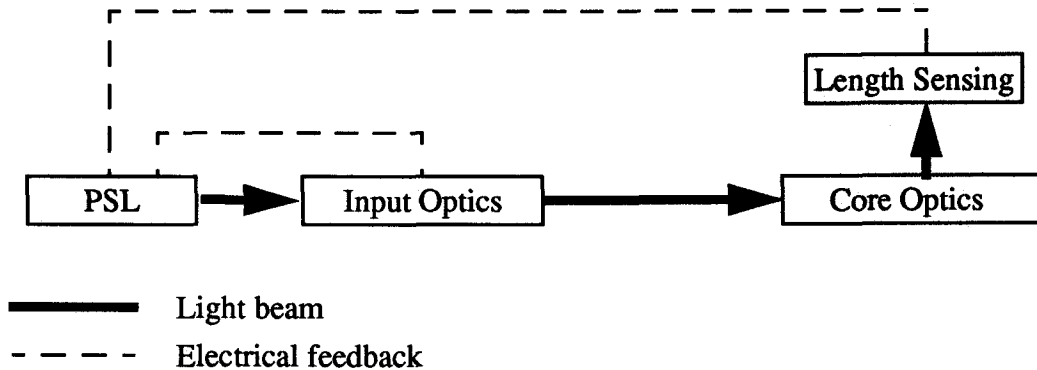 Length Sensing
PSL
Input Optics
Core Optics
Light beam
Electrical feedback